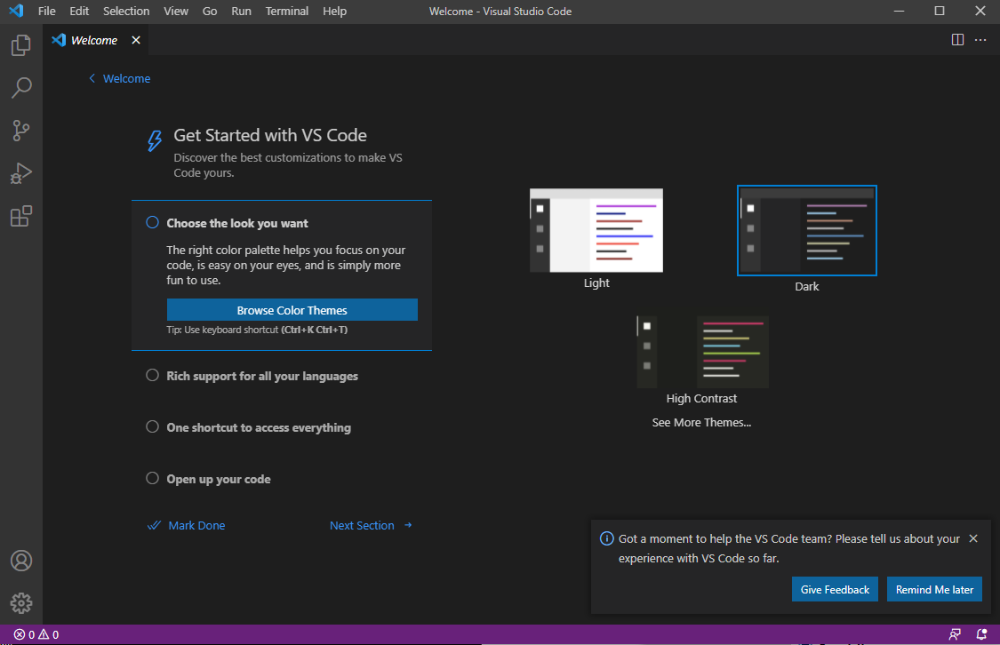 File Edit Selection View Go Run Terminal Help Welcome - Visual Studio Code
Welcome
Welcome
Get Started with VS Code
Discover the best customizations to make VS
Code yours.
Choose the look you want
The right color palette helps you focus on your
code, is easy on your eyes, and is simply more
fun to use.
Browse Color Themes
Tip: Use keyboard shortcut (Ctrl+K Ctrl+T)
Rich support for all your languages
One shortcut to access everything
Open up your code
Mark Done Next Section
Light
Dark
High Contrast
See More Themes...
Got a moment to help the VS Code team? Please tell us about your
experience with VS Code so far.
Give Feedback Remind Me later
0 0